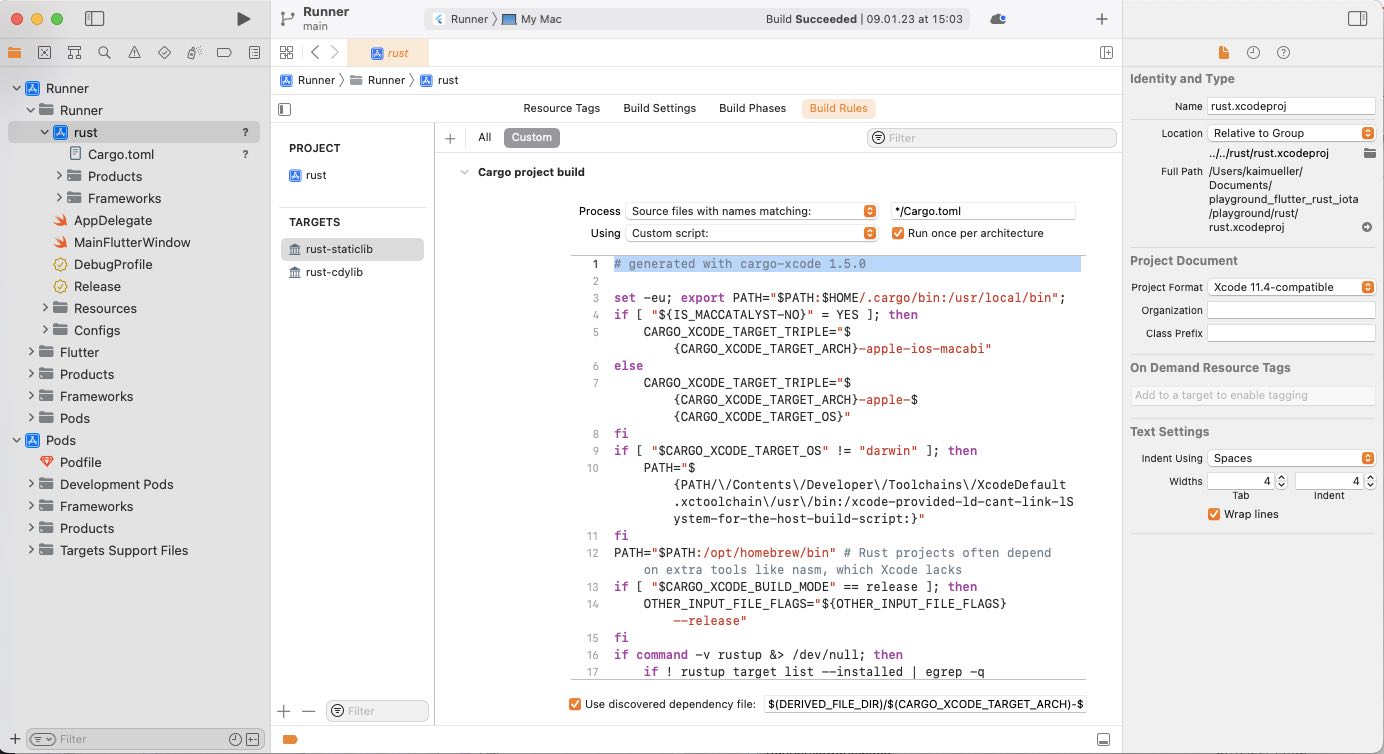 Runner
main
Runner
My Mac
Build Succeeded | 09.01.23 at 15:03
rust
Runner
Runner
rust
Runner
Runner
rust
?
Cargo.toml
?
Products
Frameworks
AppDelegate
MainFlutterWindow
DebugProfile
Release
Resources
Configs
Flutter
Products
Frameworks
Pods
Pods
Podfile
Development Pods
Frameworks
Products
Targets Support Files
Filter
Resource Tags
Build Settings
Build Phases
Build Rules
PROJECT
rust
TARGETS
rust-staticlib
rust-cdylib
Filter
All
Custom
Filter
Cargo project build
Process Source files with names matching: */Cargo.toml
Using Custom script: Run once per architecture
1 # generated with cargo-xcode 1.5.0
2
3 set -eu; export PATH="$PATH:$HOME/.cargo/bin:/usr/local/bin";
4 if [ "${IS_MACCATALYST-NO}" = YES ]; then
5 CARGO_XCODE_TARGET_TRIPLE="$
{CARGO_XCODE_TARGET_ARCH}-apple-ios-macabi"
6 else
7 CARGO_XCODE_TARGET_TRIPLE="$
{CARGO_XCODE_TARGET_ARCH}-apple-$
{CARGO_XCODE_TARGET_OS}"
8 fi
9 if [ "$CARGO_XCODE_TARGET_OS" != "darwin" ]; then
10 PATH="$
{PATH/\/Contents\/Developer\/Toolchains\/XcodeDefault
.xctoolchain\/usr\/bin:/xcode-provided-ld-cant-link-lS
ystem-for-the-host-build-script:}"
11 fi
12 PATH="$PATH:/opt/homebrew/bin" # Rust projects often depend
on extra tools like nasm, which Xcode lacks
13 if [ "$CARGO_XCODE_BUILD_MODE" == release ]; then
14 OTHER_INPUT_FILE_FLAGS="${OTHER_INPUT_FILE_FLAGS}
--release"
15 fi
16 if command -v rustup &> /dev/null; then
17 if ! rustup target list --installed | egrep -q
Use discovered dependency file: $(DERIVED_FILE_DIR)/$(CARGO_XCODE_TARGET_ARCH)-$
Identity and Type
Name rust.xcodeproj
Location Relative to Group
../../rust/rust.xcodeproj
Full Path /Users/kaimueller/
Documents/
playground_flutter_rust_iota
/playground/rust/
rust.xcodeproj
Project Document
Project Format Xcode 11.4-compatible
Organization
Class Prefix
On Demand Resource Tags
Add to a target to enable tagging
Text Settings
Indent Using Spaces
Widths 4 4
Tab Indent
Wrap lines